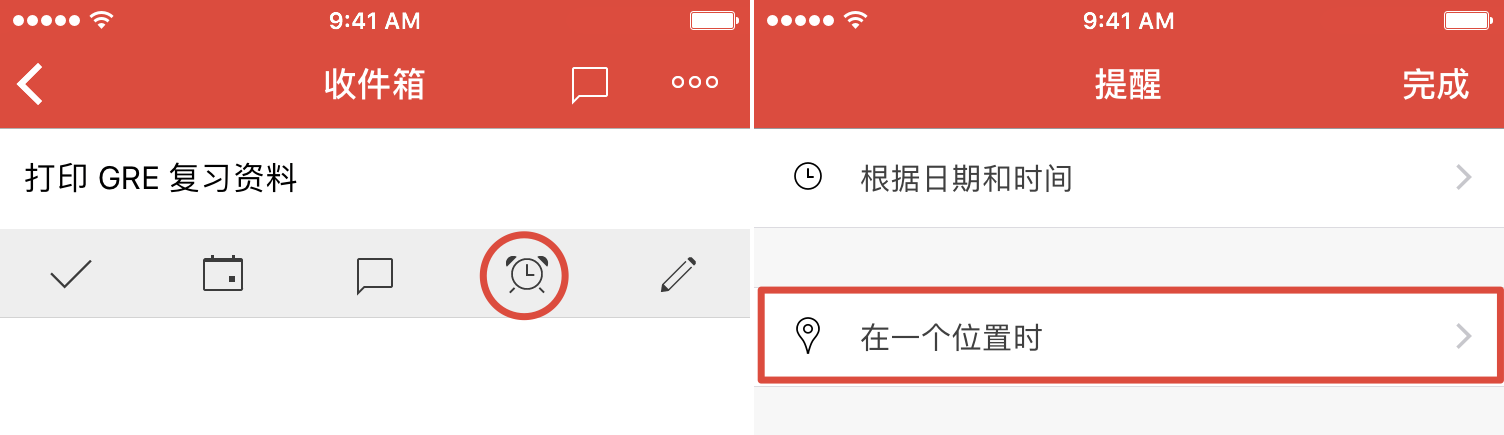 9:41 AM
收件箱
打印 GRE 复习资料
9:41 AM
提醒
完成
根据日期和时间
在一个位置时